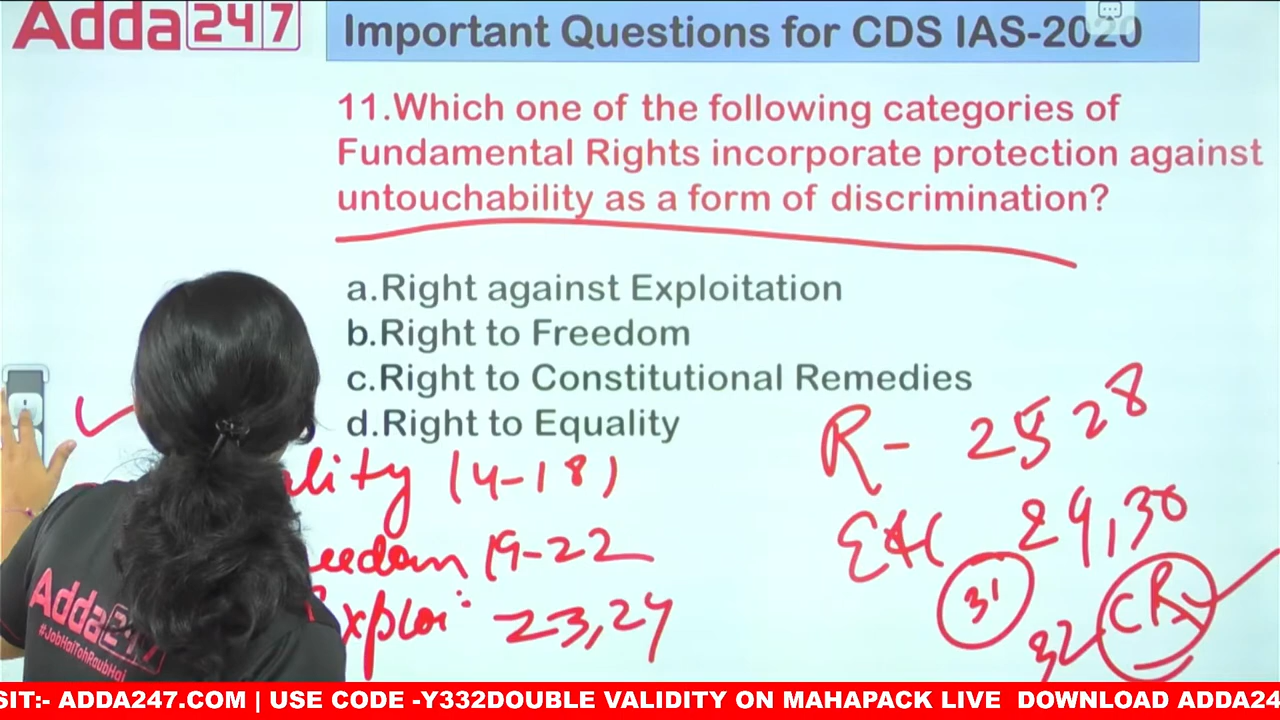 Adda247
Important Questions for CDS IAS-2020
11.Which one of the following categories of
Fundamental Rights incorporate protection against
untouchability as a form of discrimination?
a.Right against Exploitation
b.Right to Freedom
c.Right to Constitutional Remedies
d.Right to Equality
ality (14-18)
eedom 19-22
Exploi 23,24
R- 25 28
E&C 29,30
31
32 CR
Adda247
#JobHaiTohRaubHai
SIT:- ADDA247.COM | USE CODE -Y332DOUBLE VALIDITY ON MAHAPACK LIVE DOWNLOAD ADDA24